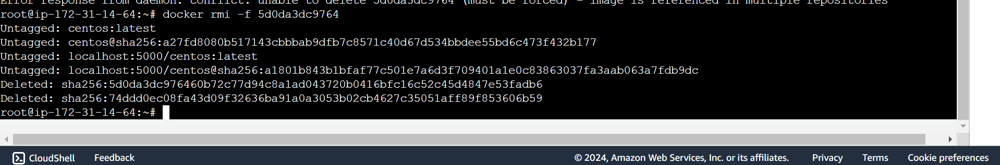 Error response from daemon: conflict: unable to delete 5d0da3dc9764 (must be forced) - image is referenced in multiple repositories
root@ip-172-31-14-64:~# docker rmi -f 5d0da3dc9764
Untagged: centos:latest
Untagged: centos@sha256:a27fd8080b517143cbbbab9dfb7c8571c40d67d534bbdee55bd6c473f432b177
Untagged: localhost:5000/centos:latest
Untagged: localhost:5000/centos@sha256:a1801b843b1bfaf77c501e7a6d3f709401a1e0c83863037fa3aab063a7fdb9dc
Deleted: sha256:5d0da3dc976460b72c77d94c8a1ad043720b0416bfc16c52c45d4847e53fadb6
Deleted: sha256:74ddd0ec08fa43d09f32636ba91a0a3053b02cb4627c35051aff89f853606b59
root@ip-172-31-14-64:~#
CloudShell Feedback © 2024, Amazon Web Services, Inc. or its affiliates. Privacy Terms Cookie preferences